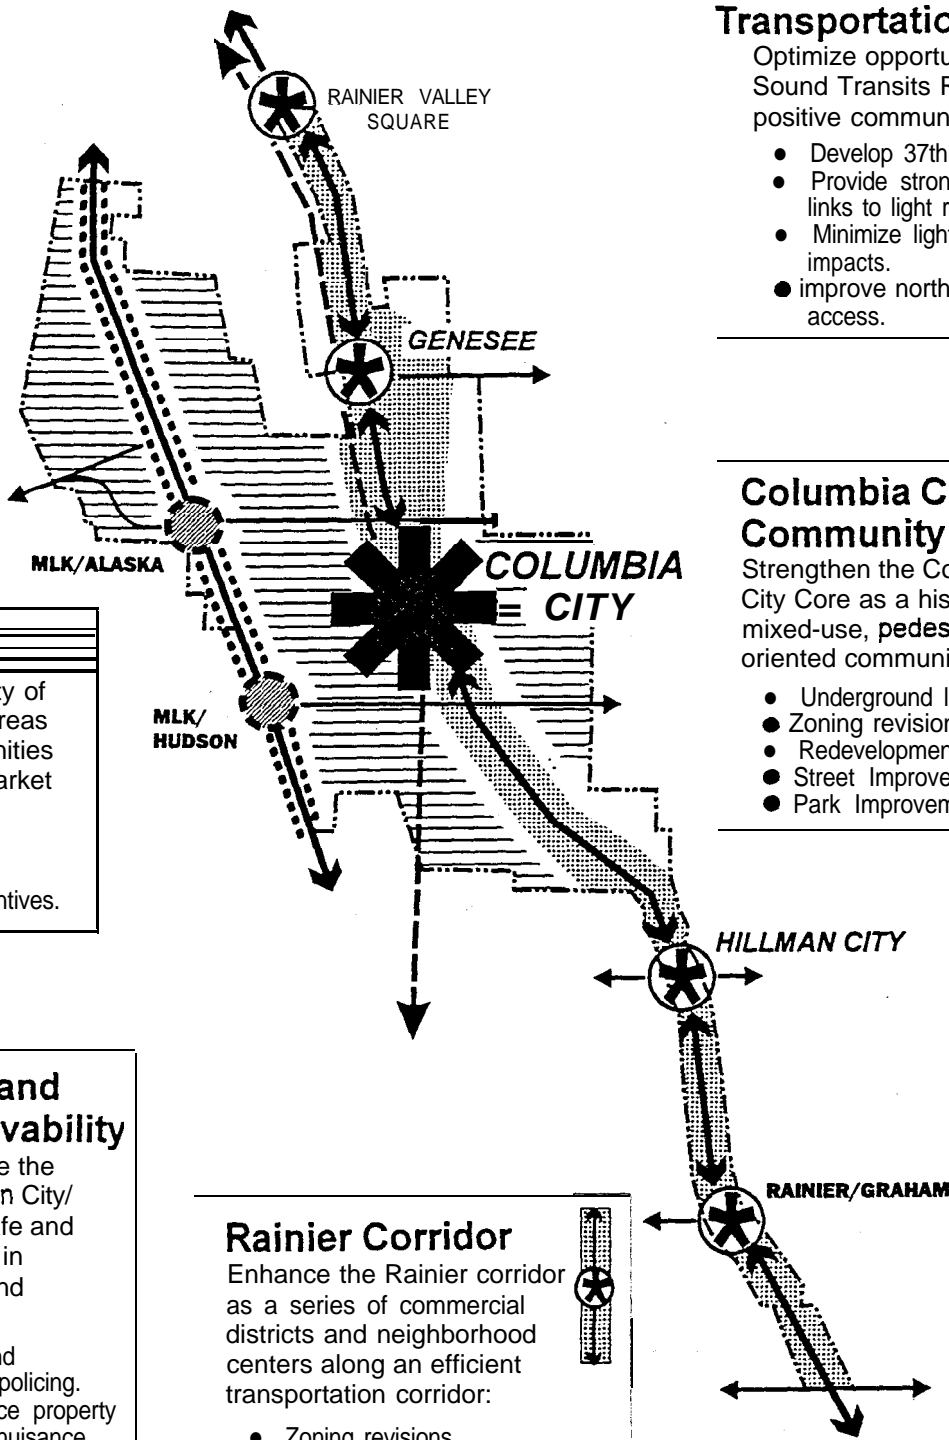 Transportatio
Optimize opportu
Sound Transits R
positive commun
● Develop 37th
● Provide stron
links to light r
● Minimize light
impacts.
● improve north
access.
RAINIER VALLEY
SQUARE
GENESEE
MLK/ALASKA
COLUMBIA
= CITY
MLK/
HUDSON
HILLMAN CITY
RAINIER/GRAHAM
Columbia C
Community
Strengthen the Co
City Core as a his
mixed-use, pedes
oriented communi
● Underground l
● Zoning revision
● Redevelopmen
● Street Improve
● Park Improvem
ty of
reas
nities
arket
ntives.
and
vability
e the
n City/
fe and
in
nd
nd
policing.
ce property
nuisance
Rainier Corridor
Enhance the Rainier corridor
as a series of commercial
districts and neighborhood
centers along an efficient
transportation corridor:
● Zoning revisions